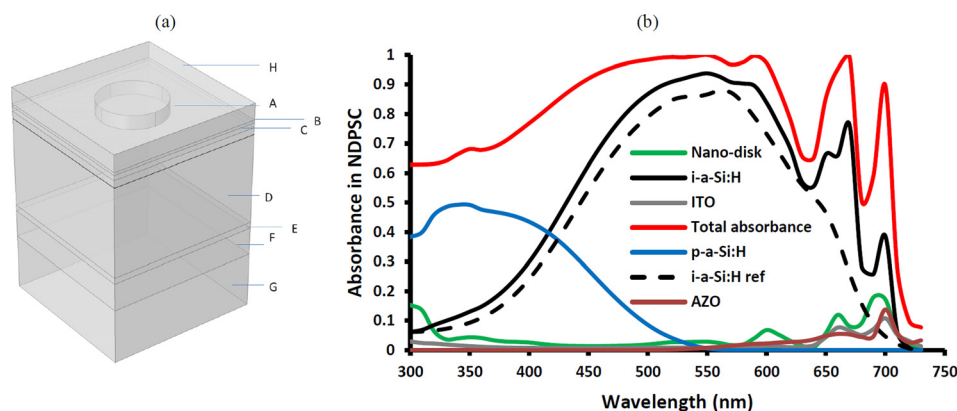 (a)
H
A
B
C
D
E
F
G
(b)
Absorbance in NDPSC
1
0.9
0.8
0.7
0.6
0.5
0.4
0.3
0.2
0.1
0
Nano-disk
i-a-Si:H
ITO
Total absorbance
p-a-Si:H
i-a-Si:H ref
AZO
300 350 400 450 500 550 600 650 700 750
Wavelength (nm)